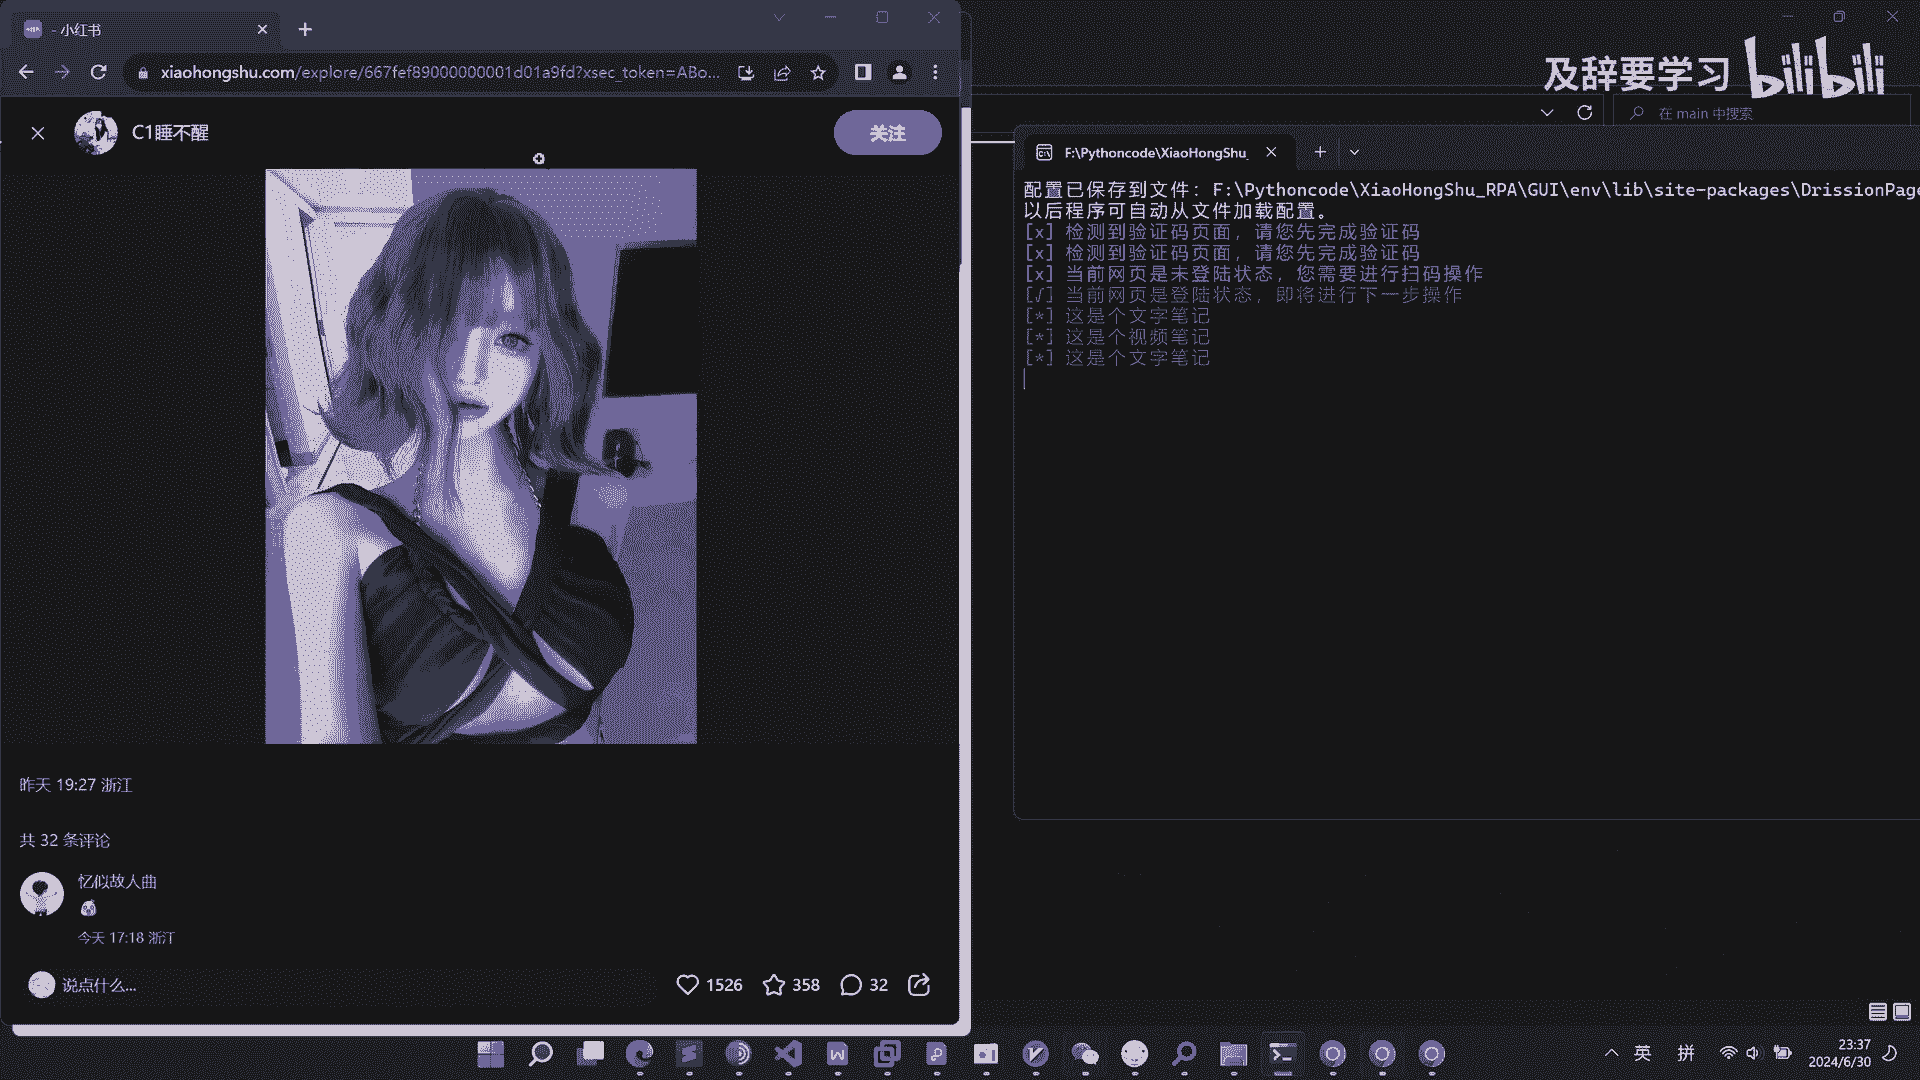 - 小红书
xiaohongshu.com/explore/667fef89000000001d01a9fd?xsec_token=ABo...
C1睡不醒
关注
昨天 19:27 浙江
共 32 条评论
忆似故人曲
今天 17:18 浙江
说点什么...
1526
358
32
及辞要学习 bilibili
在 main 中搜索
F:\Pythoncode\XiaoHongShu_
配置已保存到文件：F:\Pythoncode\XiaoHongShu_RPA\GUI\env\lib\site-packages\DrissionPage
以后程序可自动从文件加载配置。
[x] 检测到验证码页面，请您先完成验证码
[x] 检测到验证码页面，请您先完成验证码
[x] 当前网页是未登陆状态，您需要进行扫码操作
[√] 当前网页是登陆状态，即将进行下一步操作
[*] 这是个文字笔记
[*] 这是个视频笔记
[*] 这是个文字笔记
英
拼
23:37
2024/6/30